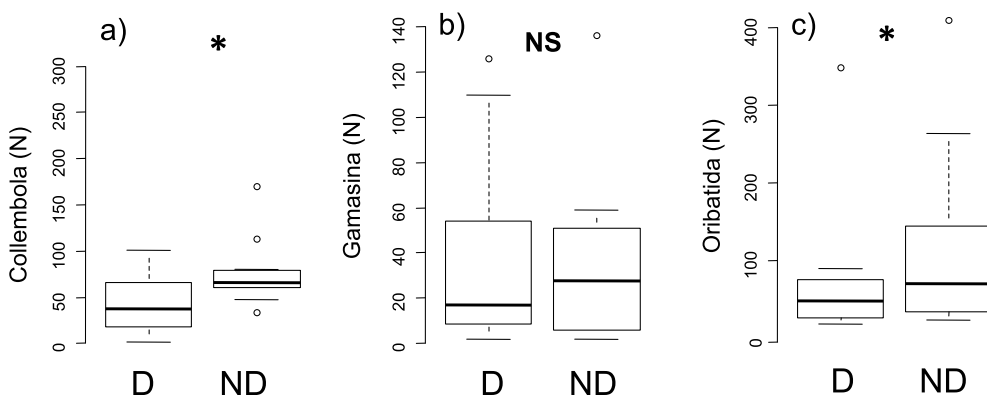 a)
*
Collembola (N)
300
250
200
150
100
50
0
D ND
b)
NS
Gamasina (N)
140
120
100
80
60
40
20
0
D ND
c)
*
Oribatida (N)
400
300
200
100
0
D ND